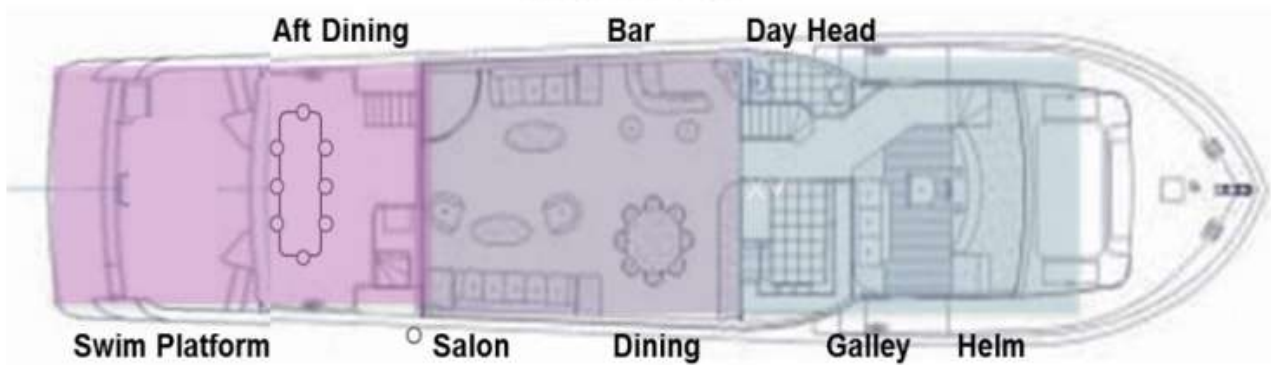 Aft Dining
Bar
Day Head
Swim Platform
Salon
Dining
Galley
Helm